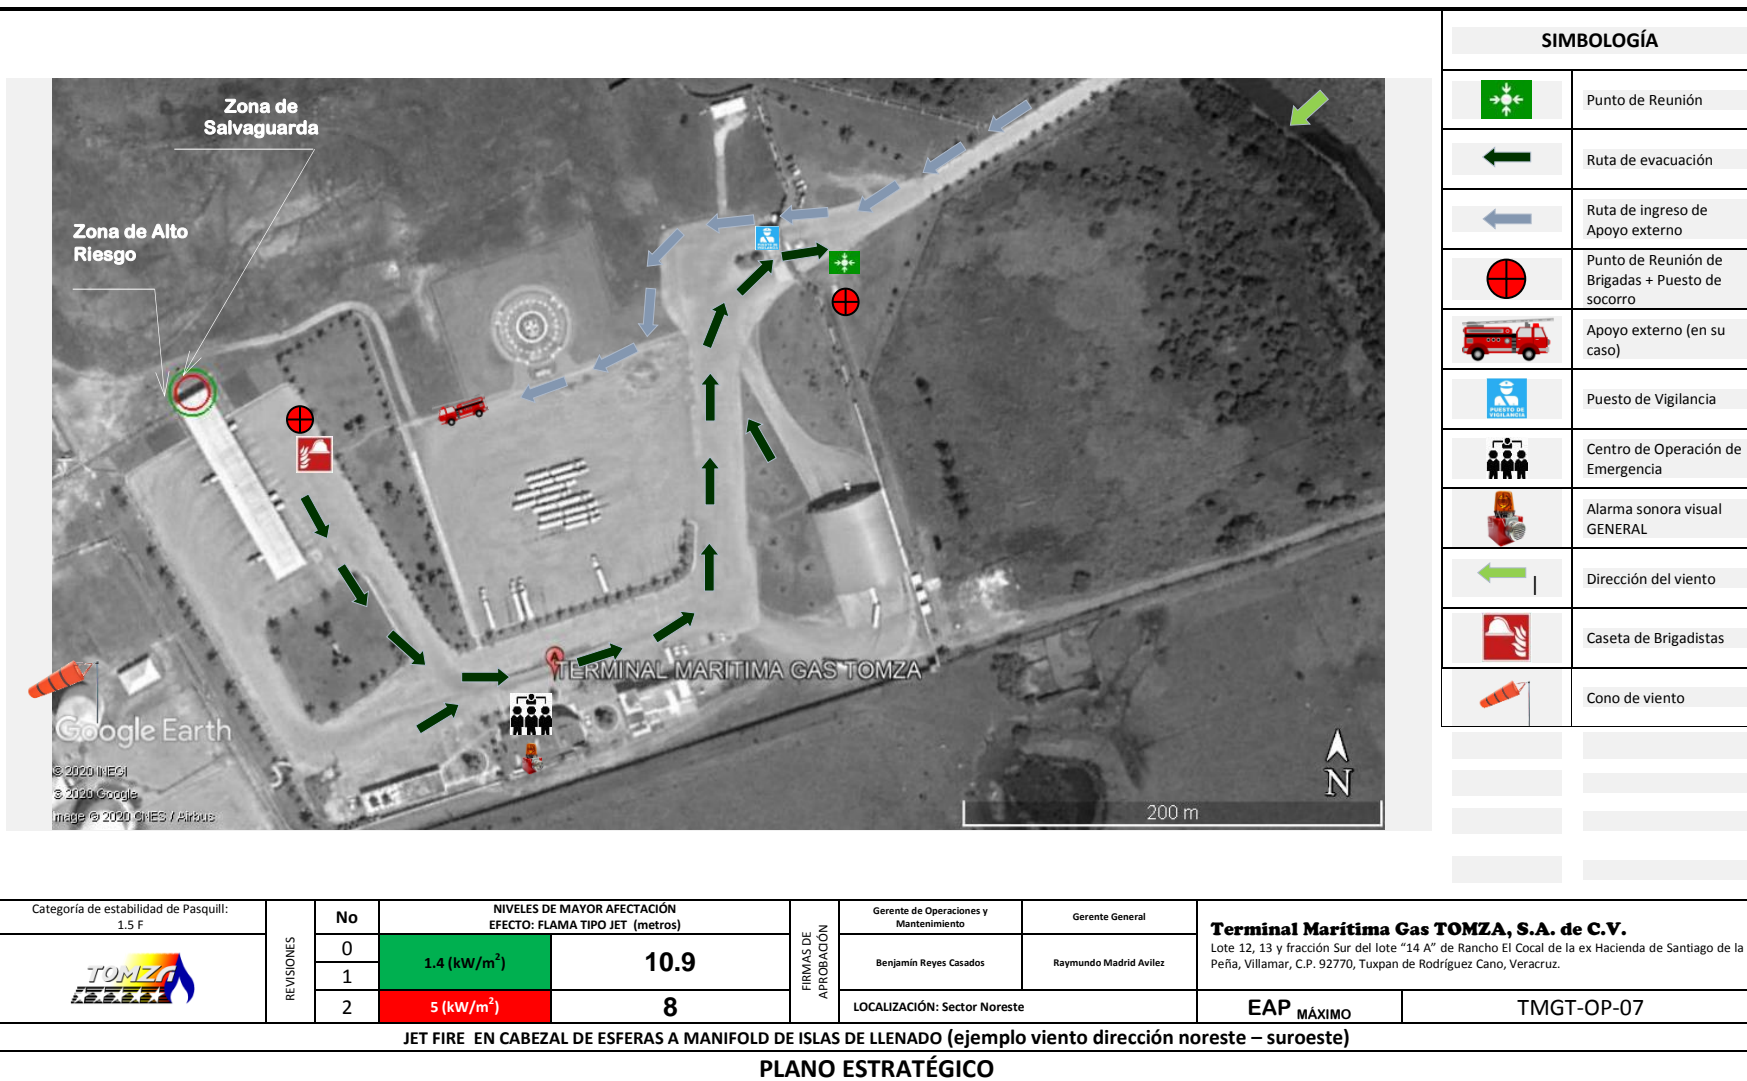 SIMBOLOGÍA
Zona de
Salvaguarda
Zona de Alto
Riesgo
Punto de Reunión
Ruta de evacuación
Ruta de ingreso de
Apoyo externo
Punto de Reunión de
Brigadas + Puesto de
socorro
Apoyo externo (en su
caso)
PUESTO DE
VIGILANCIA
Puesto de Vigilancia
Centro de Operación de
Emergencia
Alarma sonora visual
GENERAL
Dirección del viento
Caseta de Brigadistas
Cono de viento
PUESTO DE
VIGILANCIA
A
TERMINAL MARITIMA GAS TOMZA
Google Earth
© 2020 INEGI
© 2020 Google
Image © 2020 CNES / Airbus
N
200 m
Categoría de estabilidad de Pasquill:
1.5 F
TOMZA
REVISIONES
No
0
1
2
NIVELES DE MAYOR AFECTACIÓN
EFECTO: FLAMA TIPO JET (metros)
1.4 (kW/m²)
10.9
5 (kW/m²)
8
FIRMAS DE
APROBACIÓN
Gerente de Operaciones y
Mantenimiento
Gerente General
Benjamín Reyes Casados
Raymundo Madrid Avilez
LOCALIZACIÓN: Sector Noreste
Terminal Marítima Gas TOMZA, S.A. de C.V.
Lote 12, 13 y fracción Sur del lote “14 A” de Rancho El Cocal de la ex Hacienda de Santiago de la
Peña, Villamar, C.P. 92770, Tuxpan de Rodríguez Cano, Veracruz.
EAP MÁXIMO
TMGT-OP-07
JET FIRE EN CABEZAL DE ESFERAS A MANIFOLD DE ISLAS DE LLENADO (ejemplo viento dirección noreste – suroeste)
PLANO ESTRATÉGICO